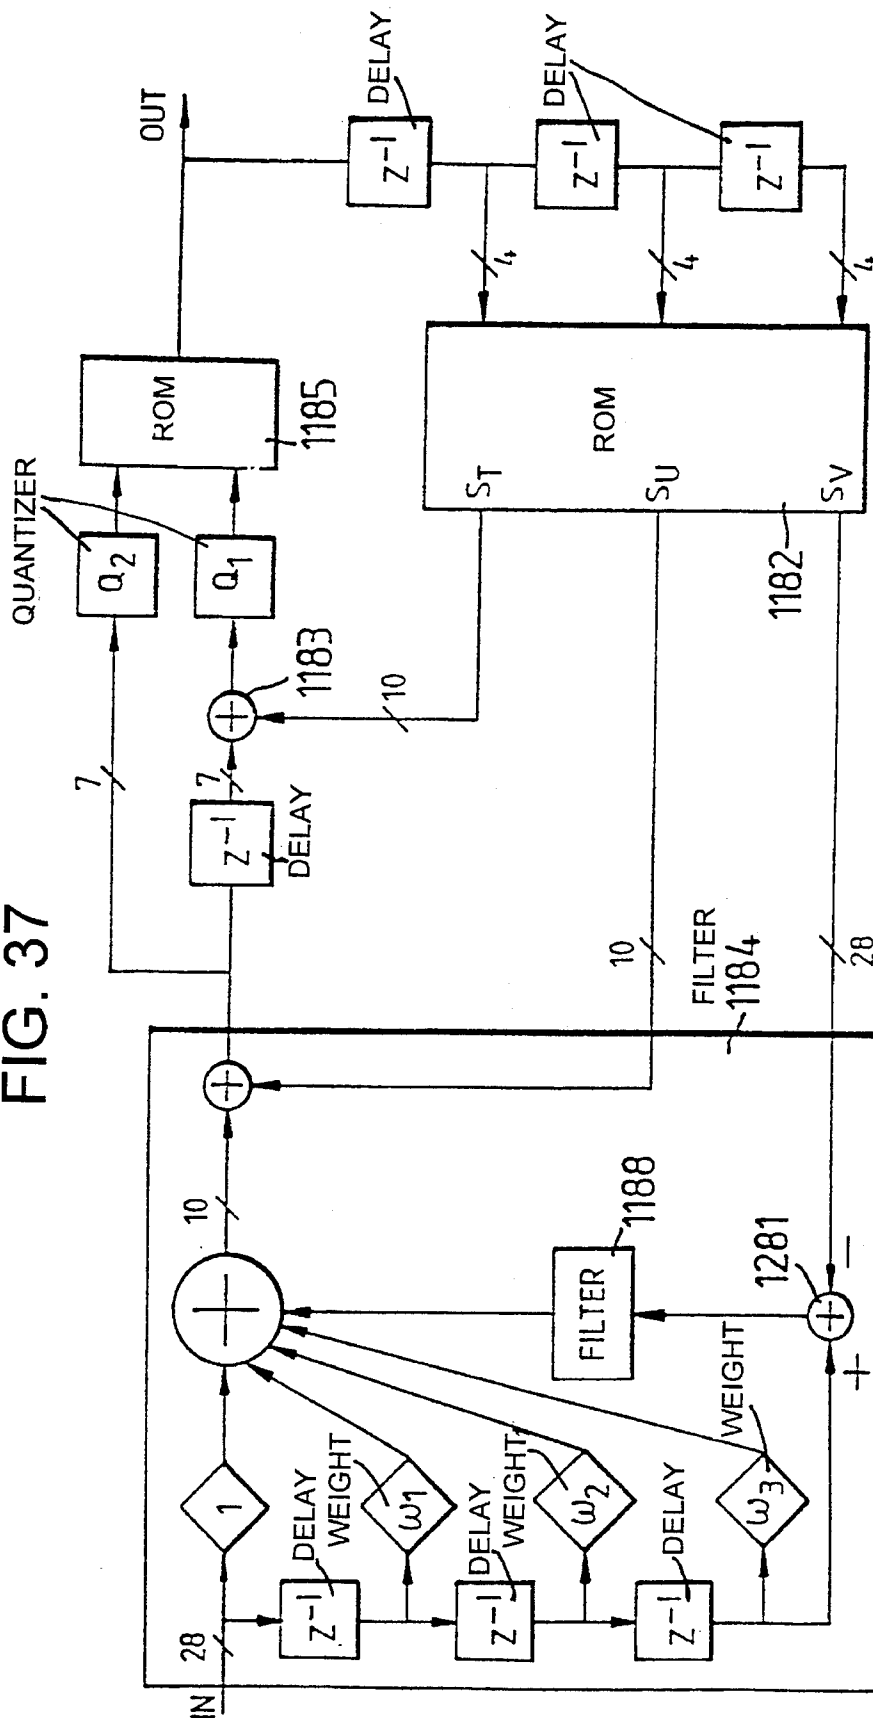 FIG. 37
IN
28
1
DELAY
z⁻¹
WEIGHT
ω1
DELAY
z⁻¹
WEIGHT
ω2
DELAY
z⁻¹
WEIGHT
ω3
+
10
+
FILTER
1188
1281
+
+
−
FILTER
1184
7
z⁻¹
DELAY
7
+
1183
10
10
28
QUANTIZER
Q2
Q1
ROM
1185
OUT
ST
SU
SV
ROM
1182
4
4
4
z⁻¹
DELAY
z⁻¹
DELAY
z⁻¹